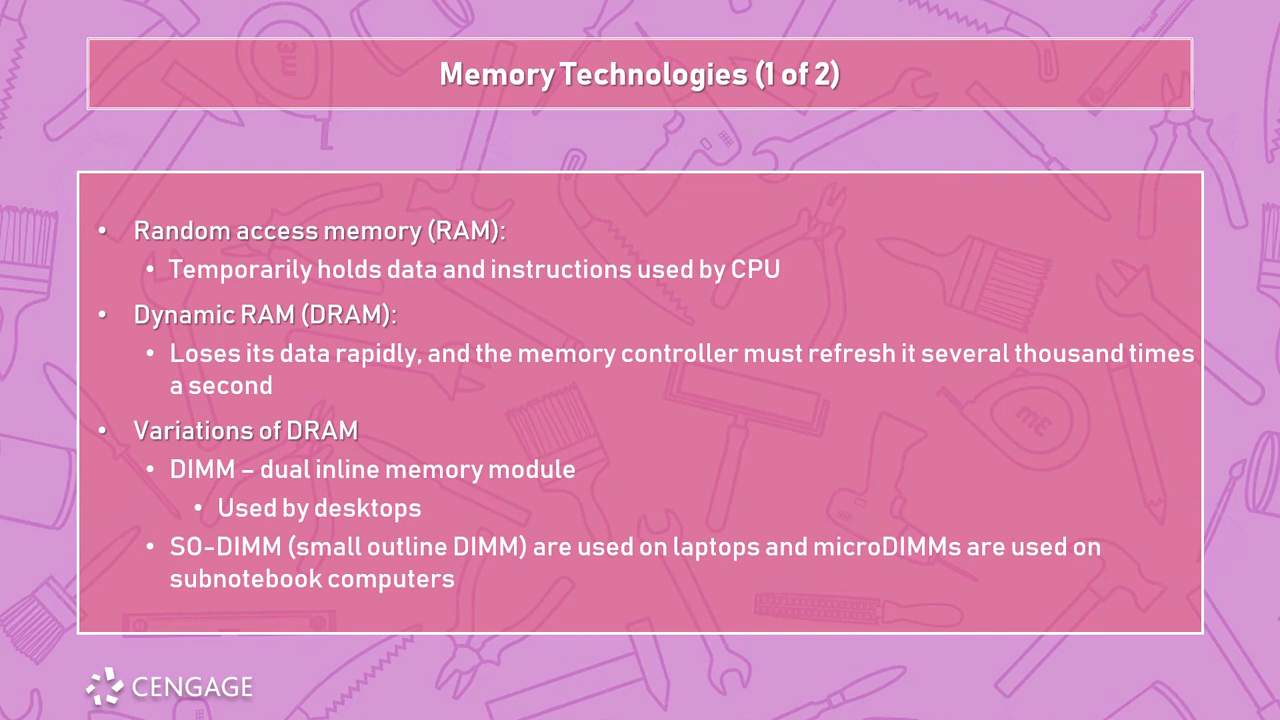 Memory Technologies (1 of 2)
• Random access memory (RAM):
• Temporarily holds data and instructions used by CPU
• Dynamic RAM (DRAM):
• Loses its data rapidly, and the memory controller must refresh it several thousand times
a second
• Variations of DRAM
• DIMM – dual inline memory module
• Used by desktops
• SO-DIMM (small outline DIMM) are used on laptops and microDIMMs are used on
subnotebook computers
CENGAGE